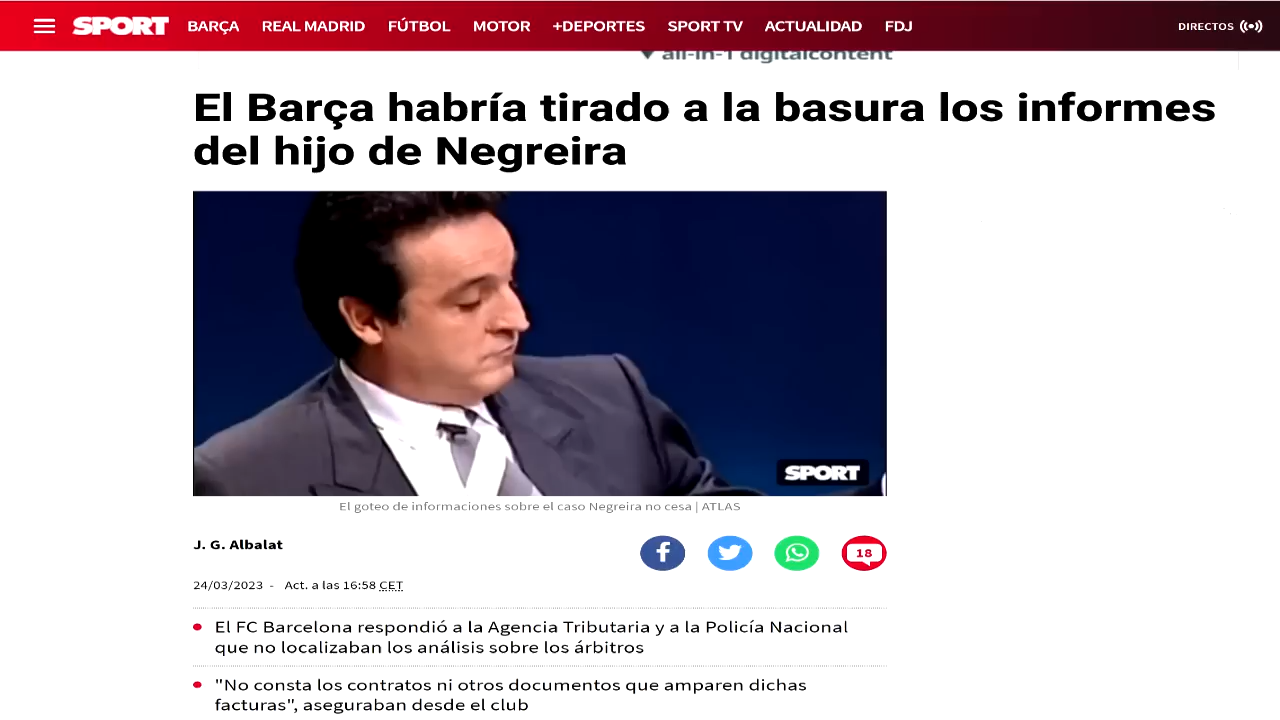 SPORT BARÇA REAL MADRID FÚTBOL MOTOR +DEPORTES SPORT TV ACTUALIDAD FDJ DIRECTOS
all-in-1 digitalcontent
El Barça habría tirado a la basura los informes
del hijo de Negreira
SPORT
El goteo de informaciones sobre el caso Negreira no cesa | ATLAS
J. G. Albalat
18
24/03/2023 - Act. a las 16:58 CET
El FC Barcelona respondió a la Agencia Tributaria y a la Policía Nacional
que no localizaban los análisis sobre los árbitros
"No consta los contratos ni otros documentos que amparen dichas
facturas", aseguraban desde el club